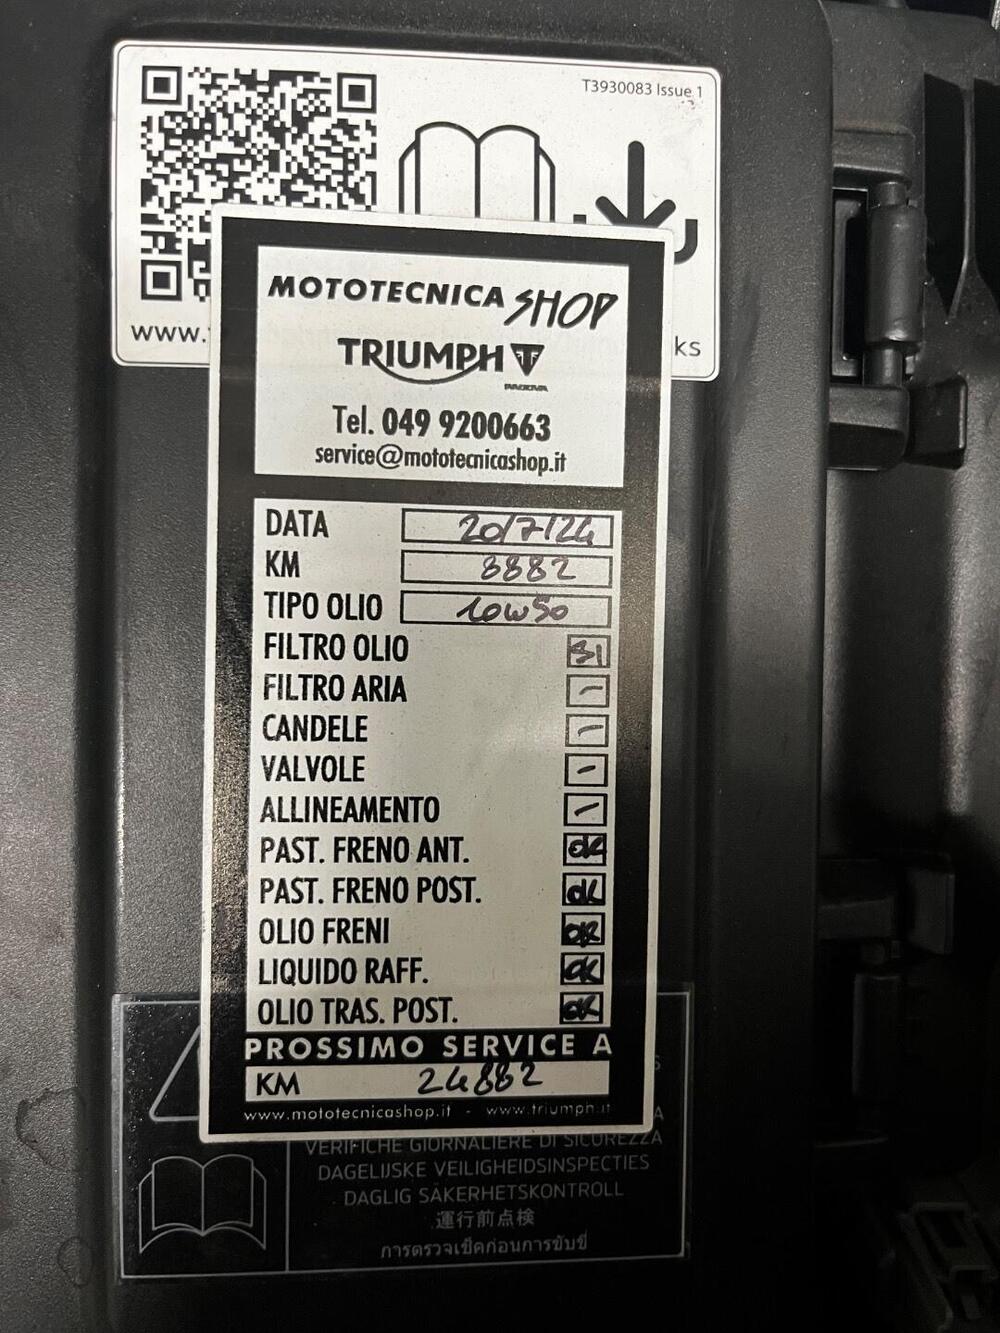 T3930083 Issue 1
www.
ks
MOTOTECNICA SHOP
TRIUMPH
PADOVA
Tel. 049 9200663
service@mototecnicashop.it
DATA 20/7/24
KM 8882
TIPO OLIO 10W50
FILTRO OLIO SI
FILTRO ARIA -
CANDELE -
VALVOLE -
ALLINEAMENTO -
PAST. FRENO ANT. OK
PAST. FRENO POST. OK
OLIO FRENI OK
LIQUIDO RAFF. OK
OLIO TRAS. POST. OK
PROSSIMO SERVICE A
KM 24882
www.mototecnicashop.it - www.triumph.it
VERIFICHE GIORNALIERE DI SICUREZZA
DAGELIJSKE VEILIGHEIDSINSPECTIES
DAGLIG SÄKERHETSKONTROLL
運行前点検
การตรวจเช็คก่อนการขับขี่